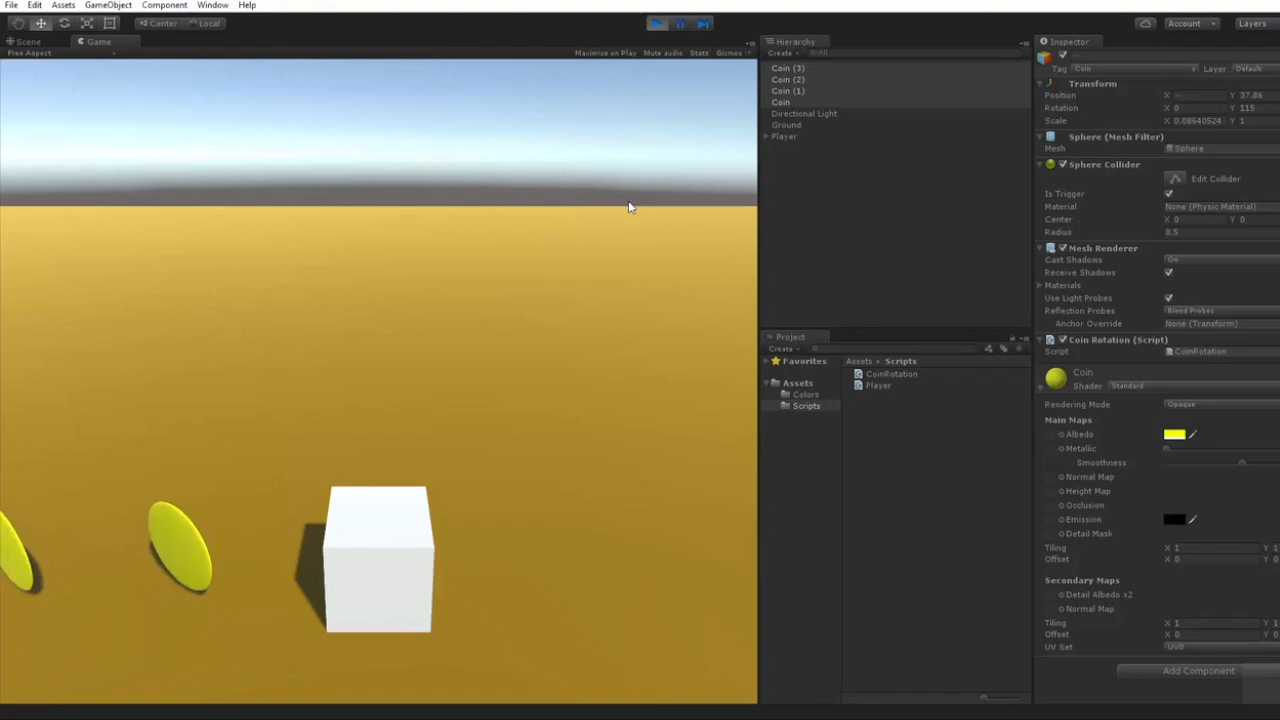 File Edit Assets GameObject Component Window Help
Center Local Account Layers
Scene Game
Free Aspect Maximize on Play Mute audio Stats Gizmos
Hierarchy
Create All
Coin (3)
Coin (2)
Coin (1)
Coin
Directional Light
Ground
Player
Project
Create
Favorites
Assets
Colors
Scripts
Assets Scripts
CoinRotation
Player
Inspector
Tag Coin Layer Default
Transform
Position X — Y 37.86
Rotation X 0 Y 115
Scale X 0.08640524 Y 1
Sphere (Mesh Filter)
Mesh Sphere
Sphere Collider
Edit Collider
Is Trigger
Material None (Physic Material)
Center X 0 Y 0
Radius 0.5
Mesh Renderer
Cast Shadows On
Receive Shadows
Materials
Use Light Probes
Reflection Probes Blend Probes
Anchor Override None (Transform)
Coin Rotation (Script)
Script CoinRotation
Coin
Shader Standard
Rendering Mode Opaque
Main Maps
Albedo
Metallic
Smoothness
Normal Map
Height Map
Occlusion
Emission
Detail Mask
Tiling X 1 Y 1
Offset X 0 Y 0
Secondary Maps
Detail Albedo x2
Normal Map
Tiling X 1 Y 1
Offset X 0 Y 0
UV Set UV0
Add Component